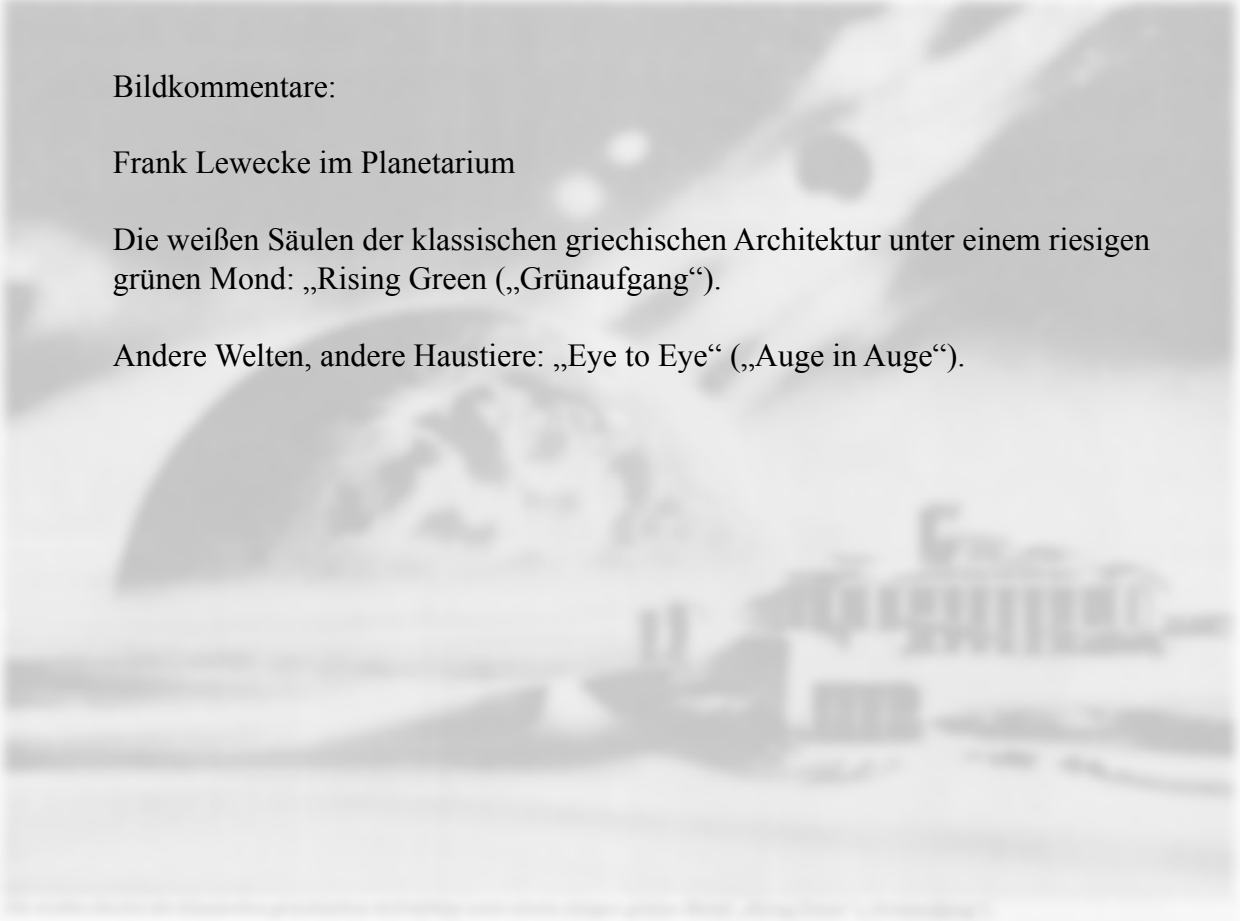 Bildkommentare:
Frank Lewecke im Planetarium
Die weißen Säulen der klassischen griechischen Architektur unter einem riesigen
grünen Mond: „Rising Green („Grünaufgang“).
Andere Welten, andere Haustiere: „Eye to Eye“ („Auge in Auge“).